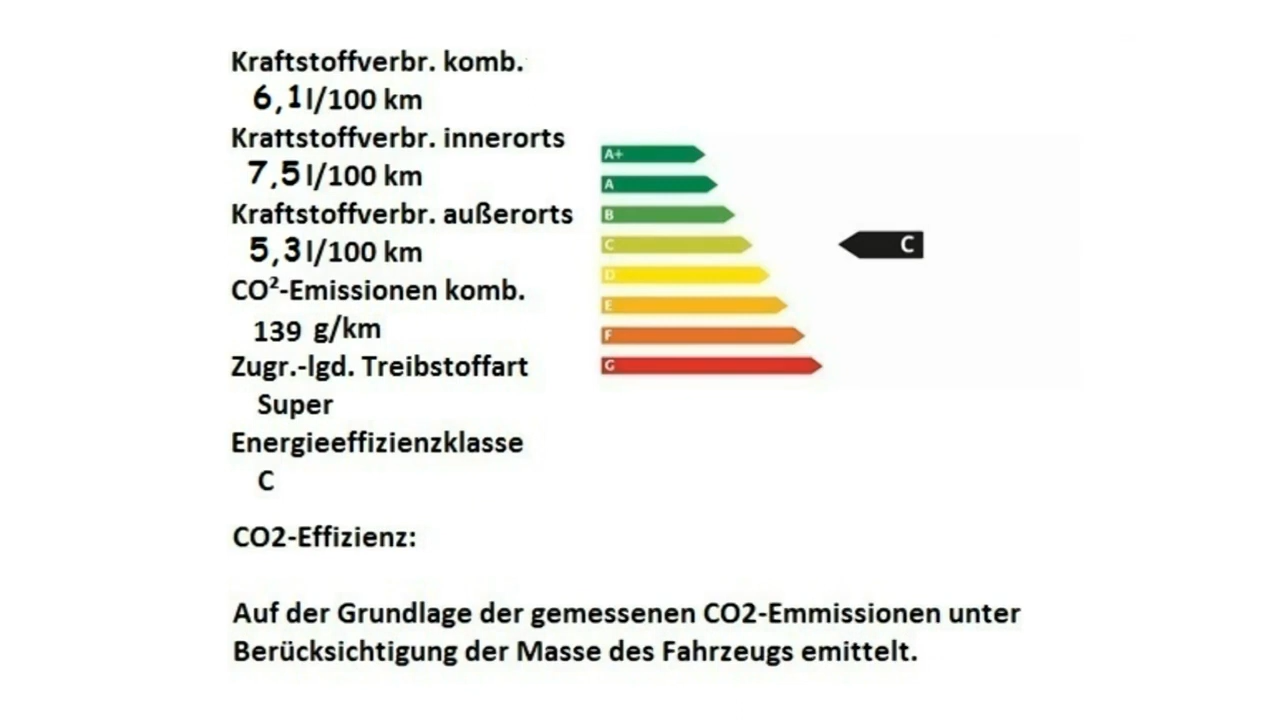 Kraftstoffverbr. komb.
6,1 l/100 km
Krattstoffverbr. innerorts
7,5 l/100 km
Kraftstoffverbr. außerorts
5,3 l/100 km
CO²-Emissionen komb.
139 g/km
Zugr.-lgd. Treibstoffart
Super
Energieeffizienzklasse
C
A+
A
B
C
D
E
F
G
C
CO2-Effizienz:
Auf der Grundlage der gemessenen CO2-Emmissionen unter
Berücksichtigung der Masse des Fahrzeugs emittelt.